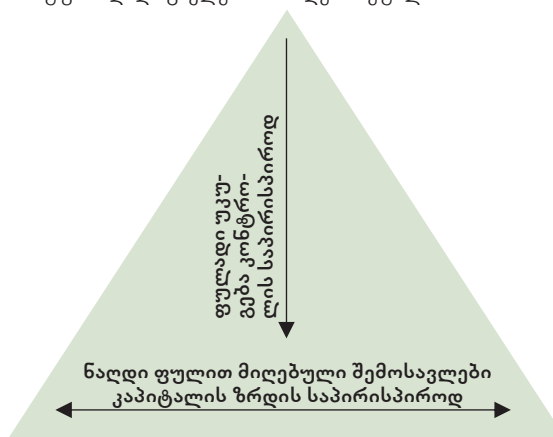 ფულადი უკუ-
გება კონტრო-
ლის საპირისპიროდ
ნაღდი ფულით მიღებული შემოსავლები
კაპიტალის ზრდის საპირისპიროდ